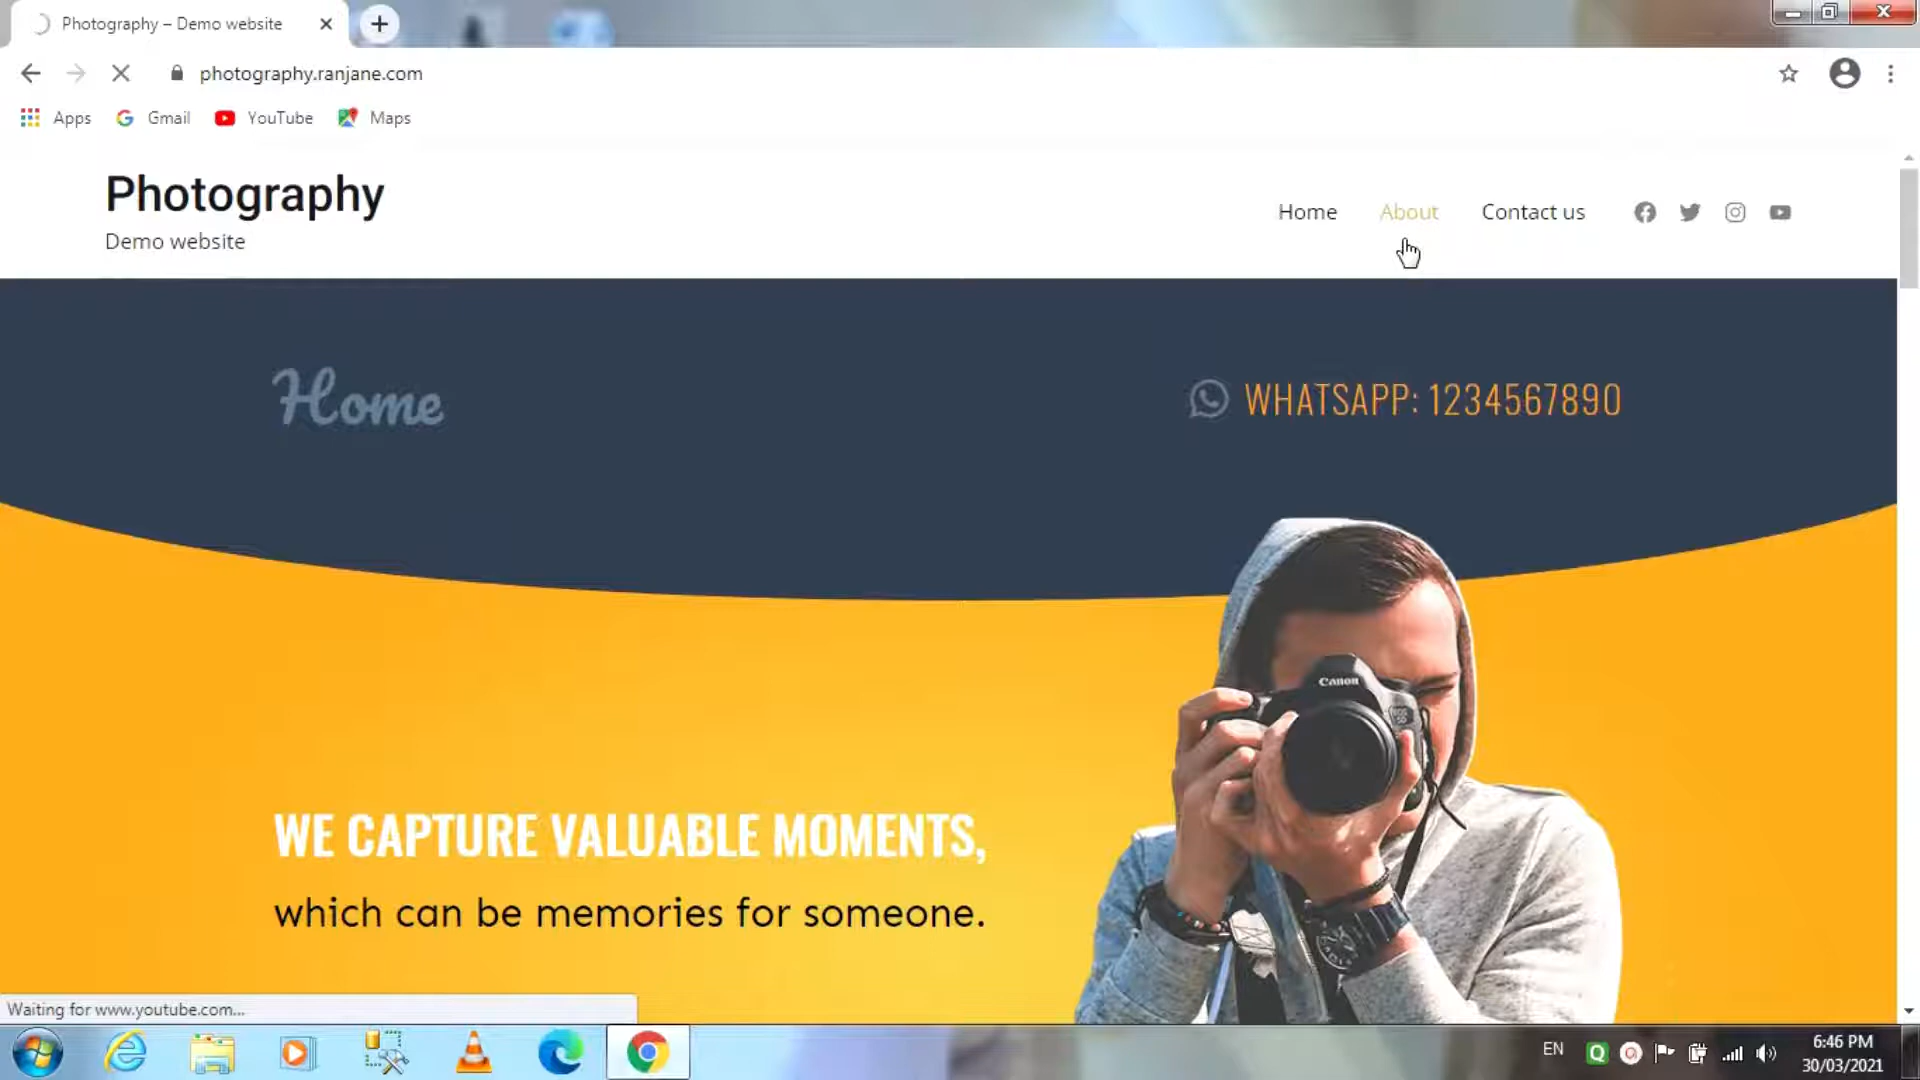 Photography – Demo website
photography.ranjane.com
Apps Gmail YouTube Maps
Photography
Demo website
Home About Contact us
Home
WHATSAPP: 1234567890
Canon
WE CAPTURE VALUABLE MOMENTS,
which can be memories for someone.
Waiting for www.youtube.com...
EN
6:46 PM
30/03/2021